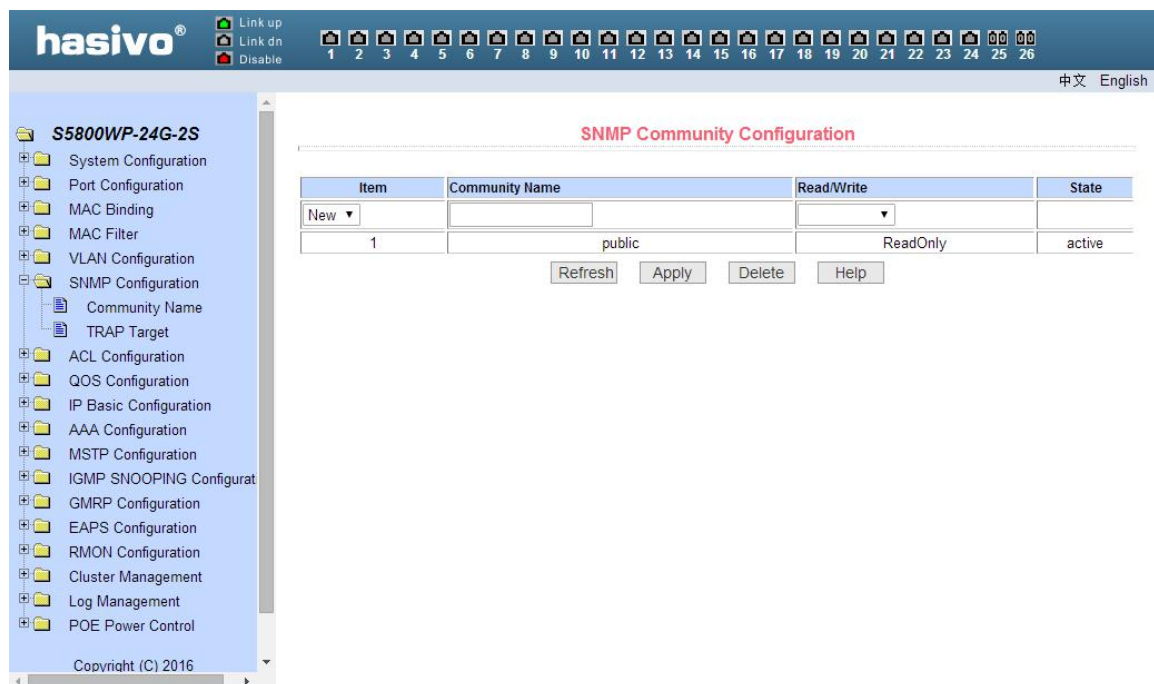 hasivo®
Link up
Link dn
Disable
1 2 3 4 5 6 7 8 9 10 11 12 13 14 15 16 17 18 19 20 21 22 23 24 25 26
中文 English
S5800WP-24G-2S
System Configuration
Port Configuration
MAC Binding
MAC Filter
VLAN Configuration
SNMP Configuration
Community Name
TRAP Target
ACL Configuration
QOS Configuration
IP Basic Configuration
AAA Configuration
MSTP Configuration
IGMP SNOOPING Configurat
GMRP Configuration
EAPS Configuration
RMON Configuration
Cluster Management
Log Management
POE Power Control
Copyright (C) 2016
SNMP Community Configuration
Item Community Name Read/Write State
New
1 public ReadOnly active
Refresh Apply Delete Help